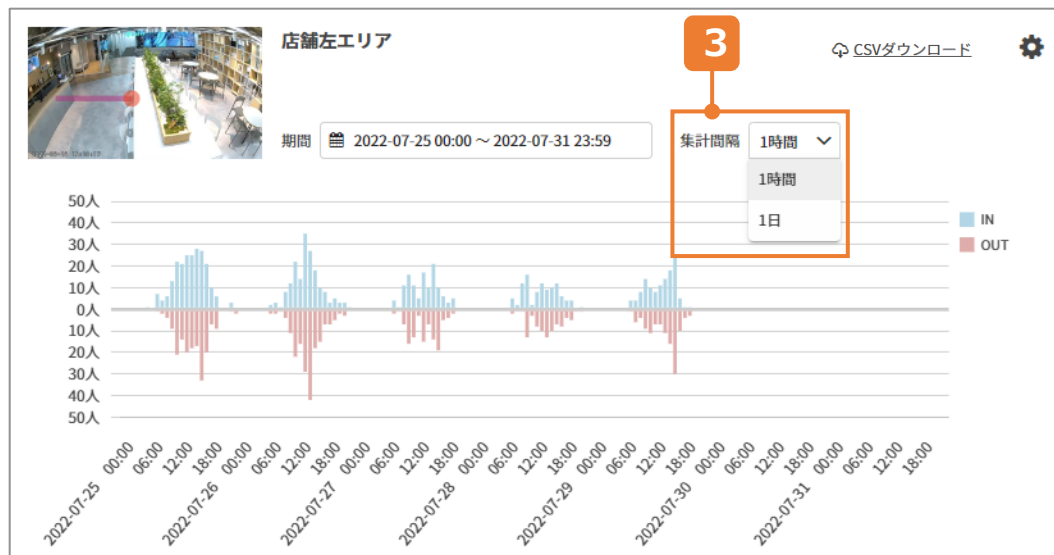 店舗左エリア
3
CSVダウンロード
期間 2022-07-25 00:00 ~ 2022-07-31 23:59
集計間隔 1時間
1時間
1日
50人
40人
30人
20人
10人
0人
10人
20人
30人
40人
50人
IN
OUT
2022-07-25 00:00 06:00 12:00 18:00
2022-07-26 00:00 06:00 12:00 18:00
2022-07-27 00:00 06:00 12:00 18:00
2022-07-28 00:00 06:00 12:00 18:00
2022-07-29 00:00 06:00 12:00 18:00
2022-07-30 00:00 06:00 12:00 18:00
2022-07-31 00:00 06:00 12:00 18:00